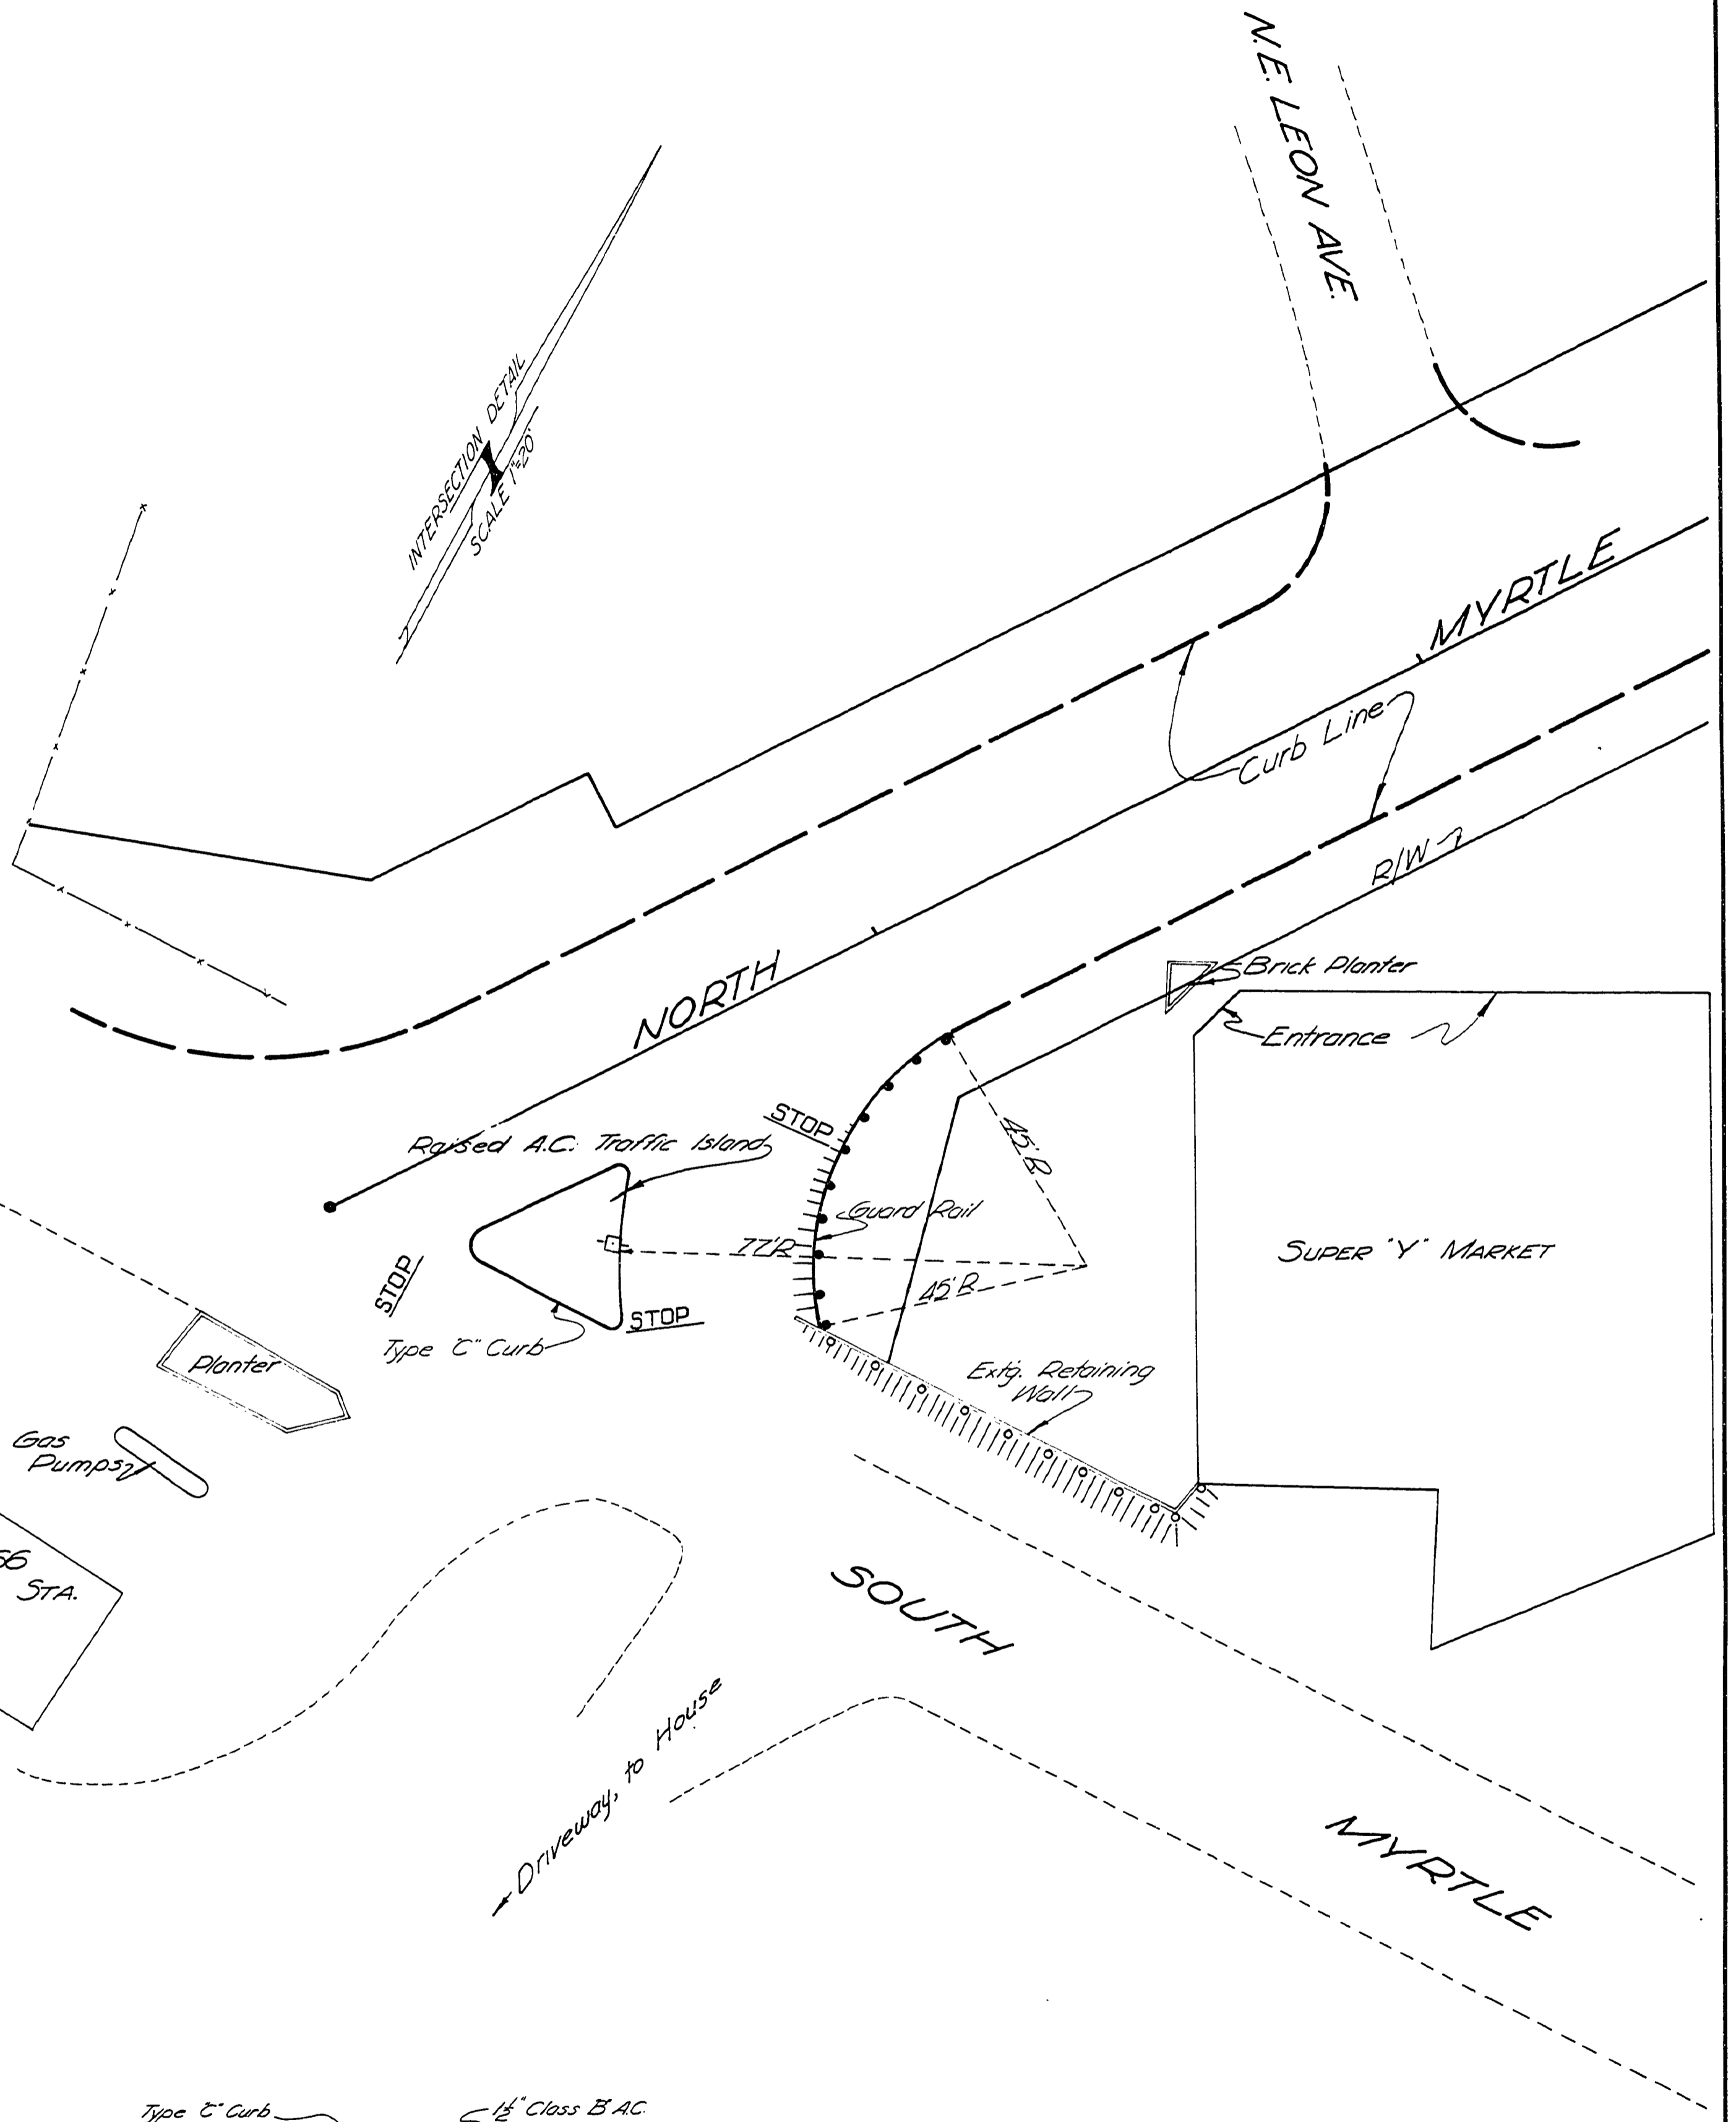 N.E. LEON AVE.
INTERSECTION DETAIL
SCALE 1"=20'
MYRTLE
Curb Line
R/W
NORTH
Brick Planter
Entrance
STOP
Raised A.C. Traffic Island
45' R
Guard Rail
77'R
SUPER "Y" MARKET
STOP
45' R
STOP
Type "C" Curb
Planter
Extg. Retaining
Wall
Gas
Pumps
66
STA.
SOUTH
Driveway, to House
MYRTLE
Type "C" Curb
1½" Class "B" A.C.